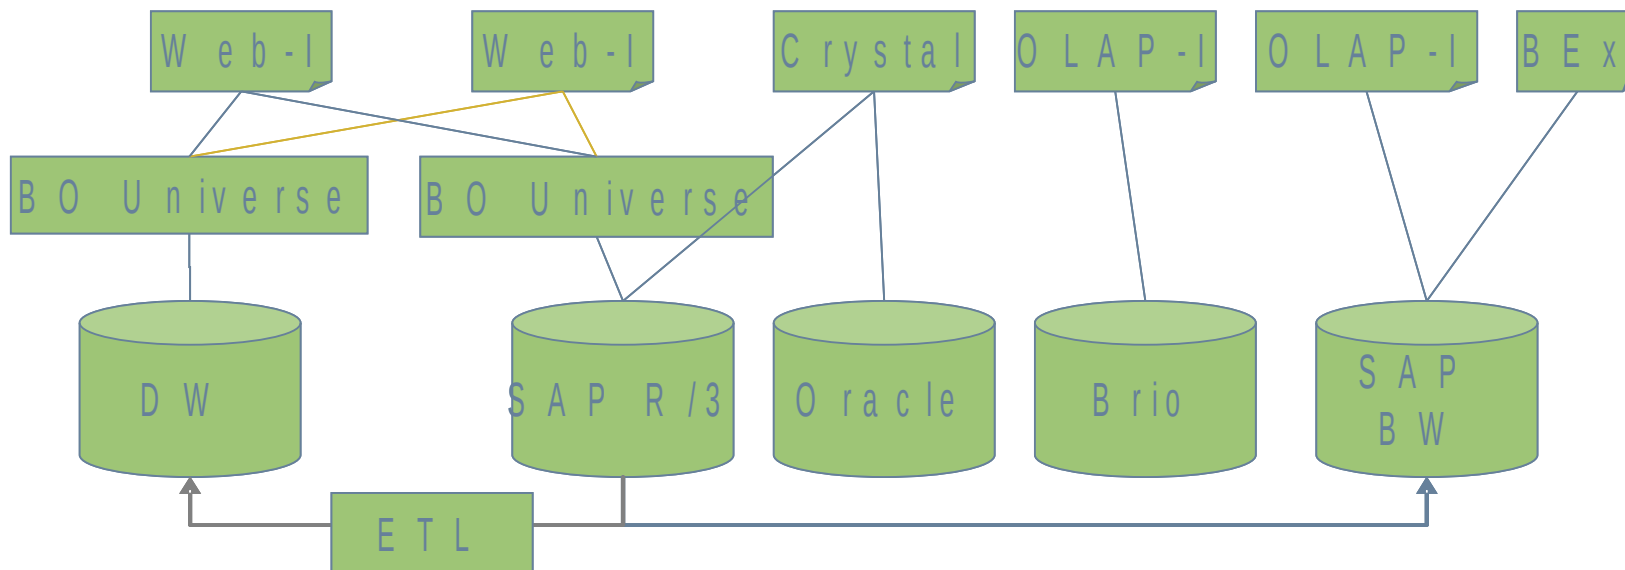 Web-I
Web-I
Crystal
OLAP-I
OLAP-I
BEx
BO Universe
BO Universe
DW
SAP R/3
Oracle
Brio
SAP
BW
ETL